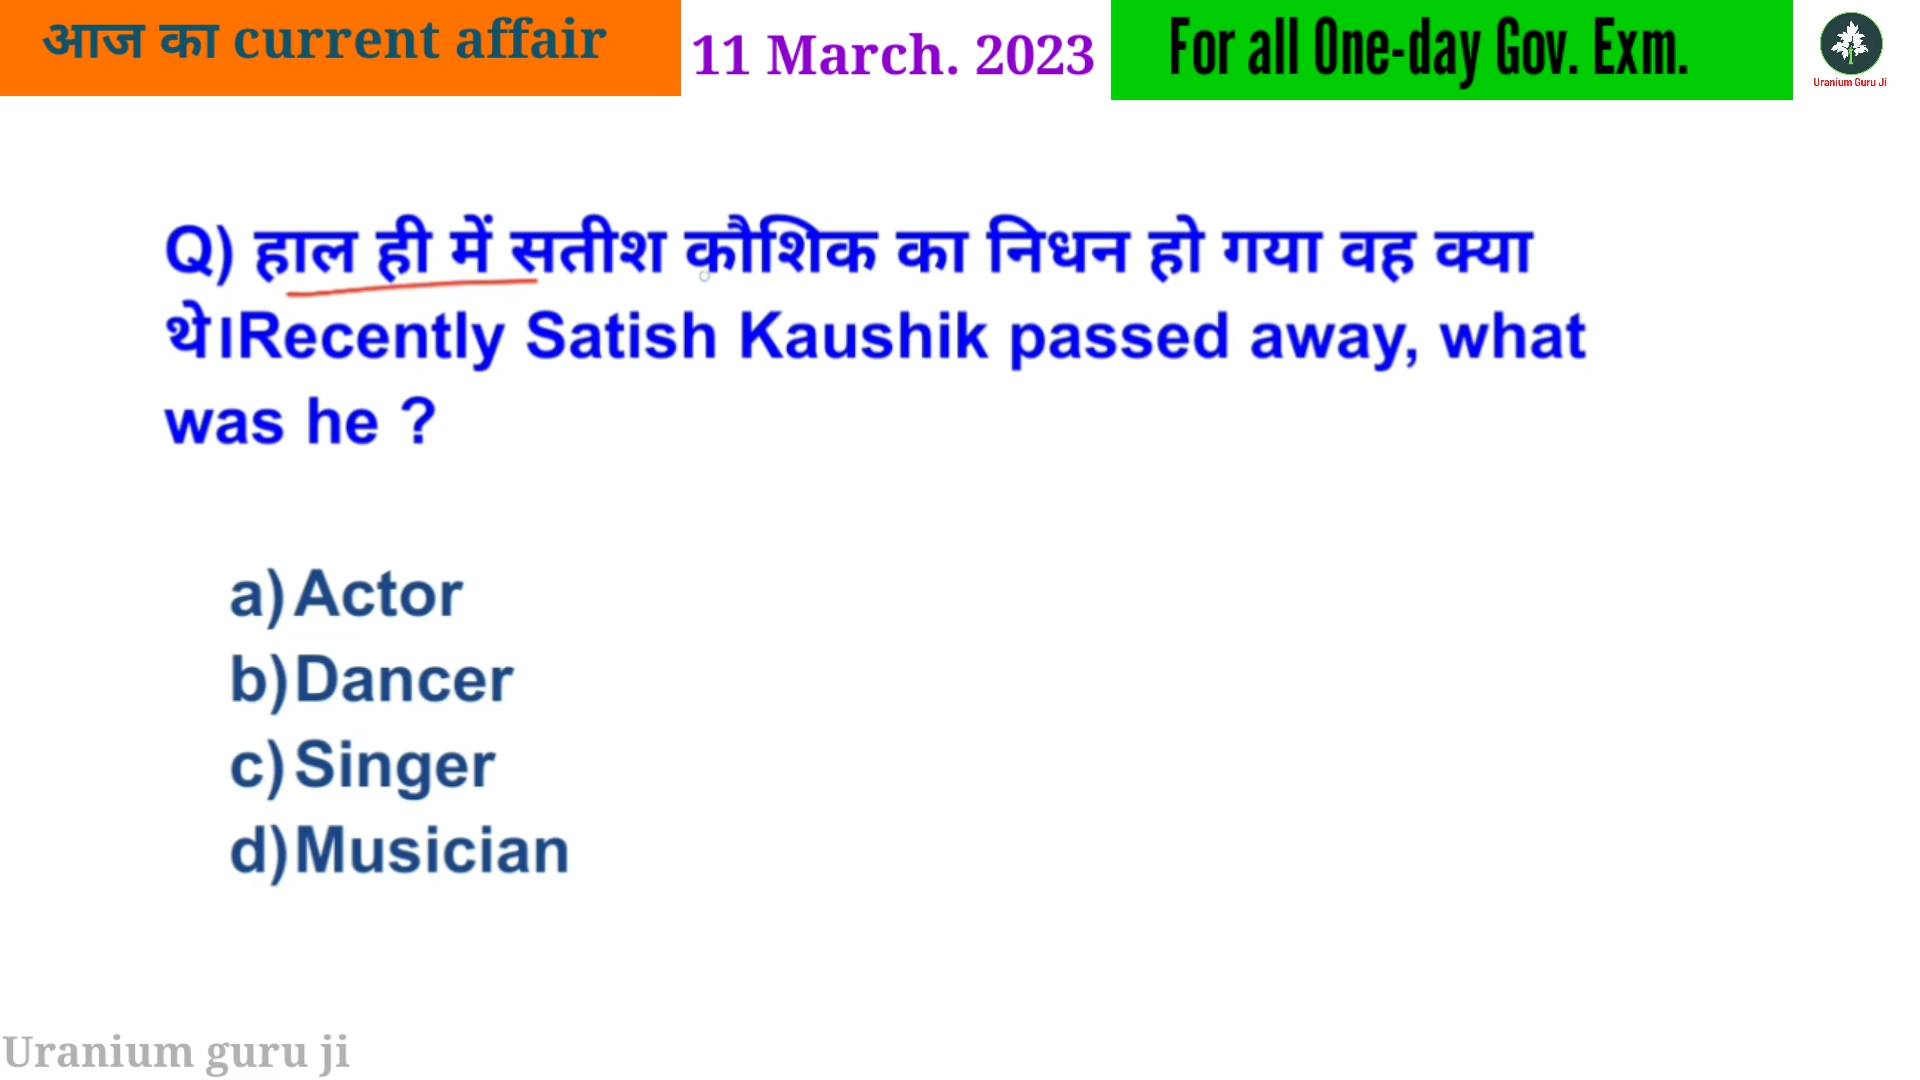 आज का current affair
11 March. 2023
For all One-day Gov. Exm.
Uranium Guru Ji
Q) हाल ही में सतीश कौशिक का निधन हो गया वह क्या
थे।Recently Satish Kaushik passed away, what
was he ?
a) Actor
b) Dancer
c) Singer
d) Musician
Uranium guru ji